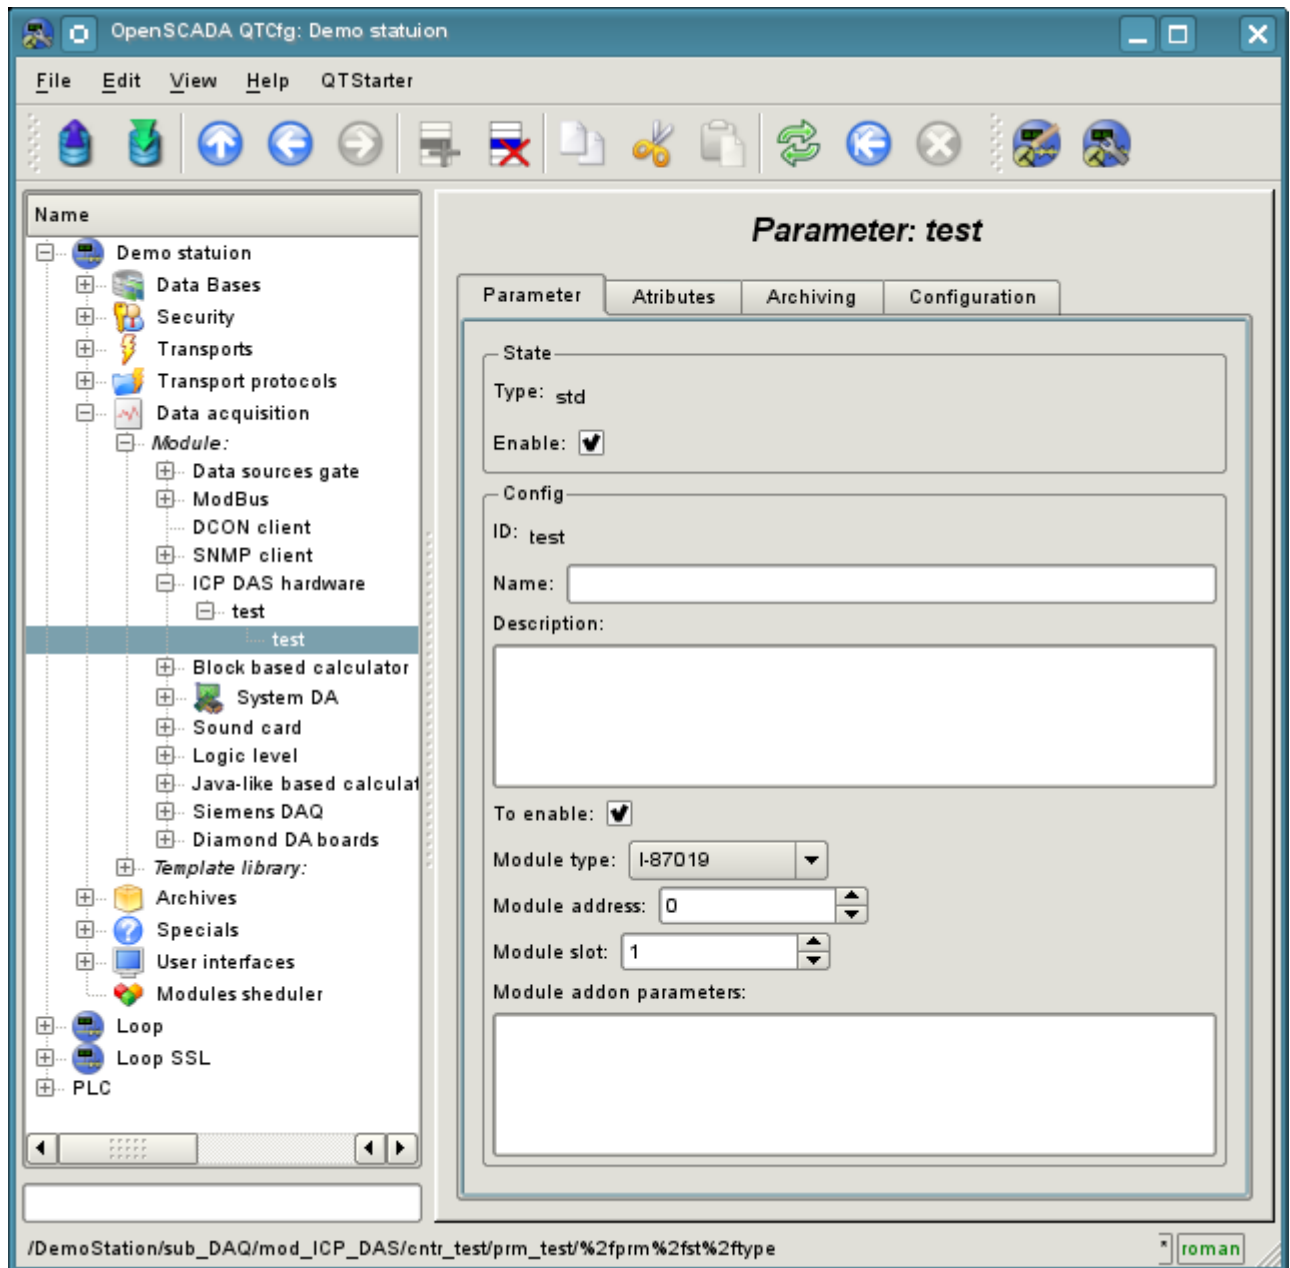 OpenSCADA QTCfg: Demo statuion
File Edit View Help QTStarter
Name
Demo statuion
Data Bases
Security
Transports
Transport protocols
Data acquisition
Module:
Data sources gate
ModBus
DCON client
SNMP client
ICP DAS hardware
test
test
Block based calculator
System DA
Sound card
Logic level
Java-like based calculat
Siemens DAQ
Diamond DA boards
Template library:
Archives
Specials
User interfaces
Modules sheduler
Loop
Loop SSL
PLC
Parameter: test
Parameter Atributes Archiving Configuration
State
Type: std
Enable:
Config
ID: test
Name:
Description:
To enable:
Module type: I-87019
Module address: 0
Module slot: 1
Module addon parameters:
/DemoStation/sub_DAQ/mod_ICP_DAS/cntr_test/prm_test/%2fprm%2fst%2ftype * roman